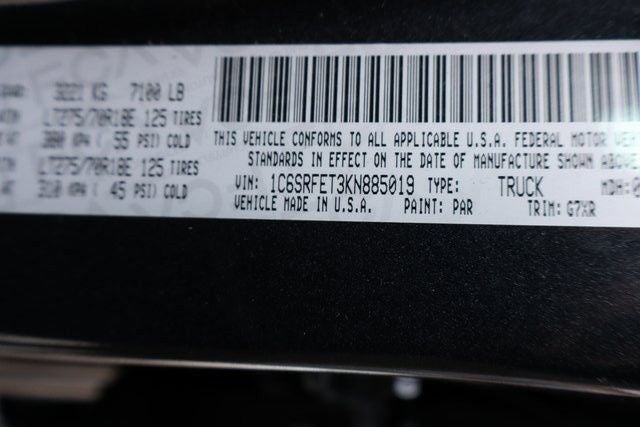 3221 KG 7100 LB
LT275/70R18E 125 TIRES
380 KPA ( 55 PSI) COLD
LT275/70R18E 125 TIRES
310 KPA ( 45 PSI) COLD
THIS VEHICLE CONFORMS TO ALL APPLICABLE U.S.A. FEDERAL MOTOR
STANDARDS IN EFFECT ON THE DATE OF MANUFACTURE SHOWN ABOVE
VIN: 1C6SRFET3KN885019 TYPE: TRUCK MDH:
VEHICLE MADE IN U.S.A. PAINT: PAR TRIM: G7XR